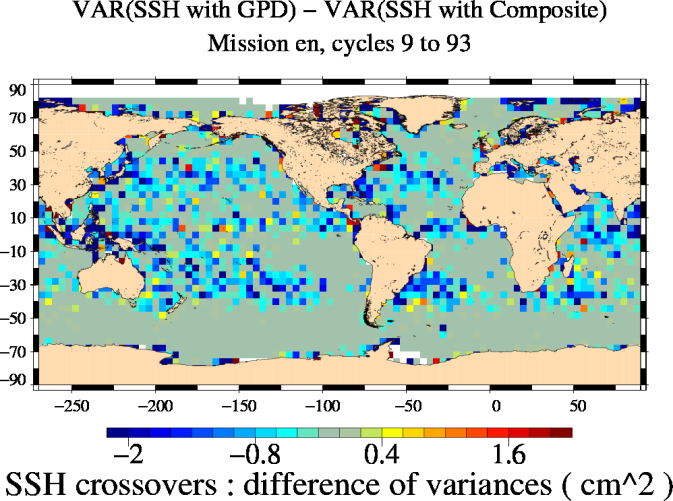 VAR(SSH with GPD) − VAR(SSH with Composite)
Mission en, cycles 9 to 93
90
70
50
30
10
−10
−30
−50
−70
−90
−250 −200 −150 −100 −50 0 50
−2 −0.8 0.4 1.6
SSH crossovers : difference of variances ( cm^2 )